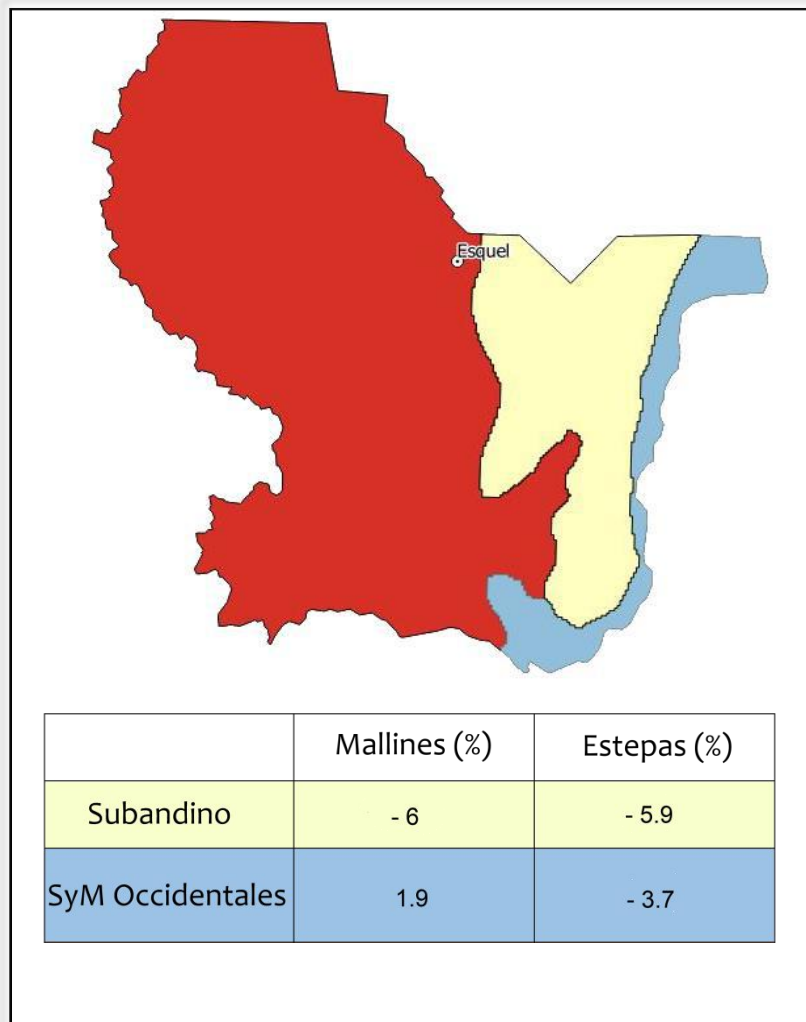 Esquel
Mallines (%) Estepas (%)
Subandino - 6 - 5.9
SyM Occidentales 1.9 - 3.7